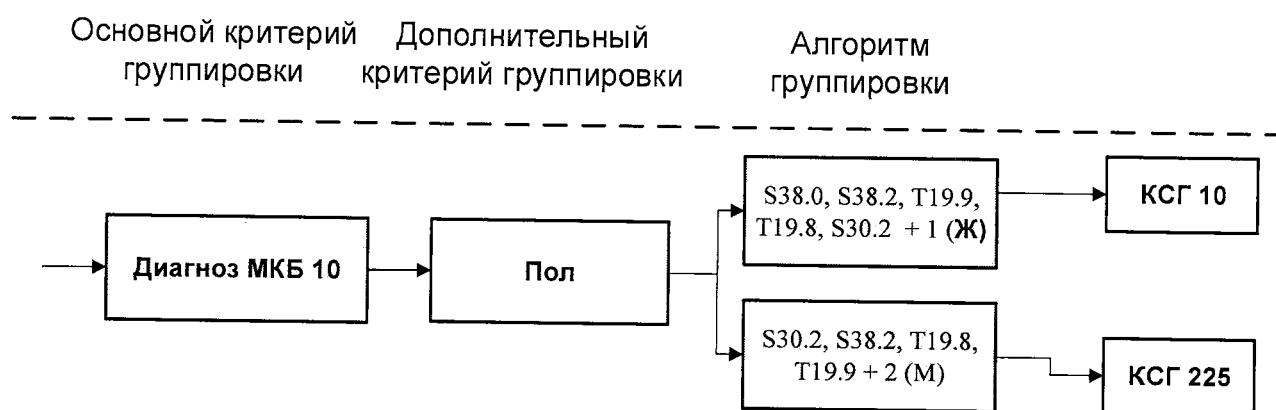 Основной критерий
группировки
Дополнительный
критерий группировки
Алгоритм
группировки
Диагноз МКБ 10
Пол
S38.0, S38.2, T19.9,
T19.8, S30.2 + 1 (Ж)
КСГ 10
S30.2, S38.2, T19.8,
T19.9 + 2 (М)
КСГ 225